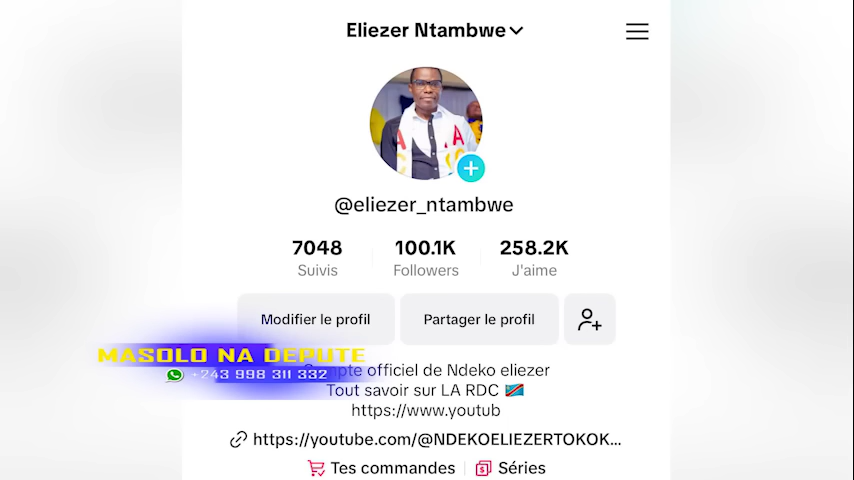 Eliezer Ntambwe
@eliezer_ntambwe
7048 100.1K 258.2K
Suivis Followers J'aime
Modifier le profil Partager le profil
MASOLO NA DEPUTE
+243 998 311 332
officiel de Ndeko eliezer
Tout savoir sur LA RDC 🇨🇩
https://www.youtub
https://youtube.com/@NDEKOELIEZERTOKOK...
Tes commandes Séries